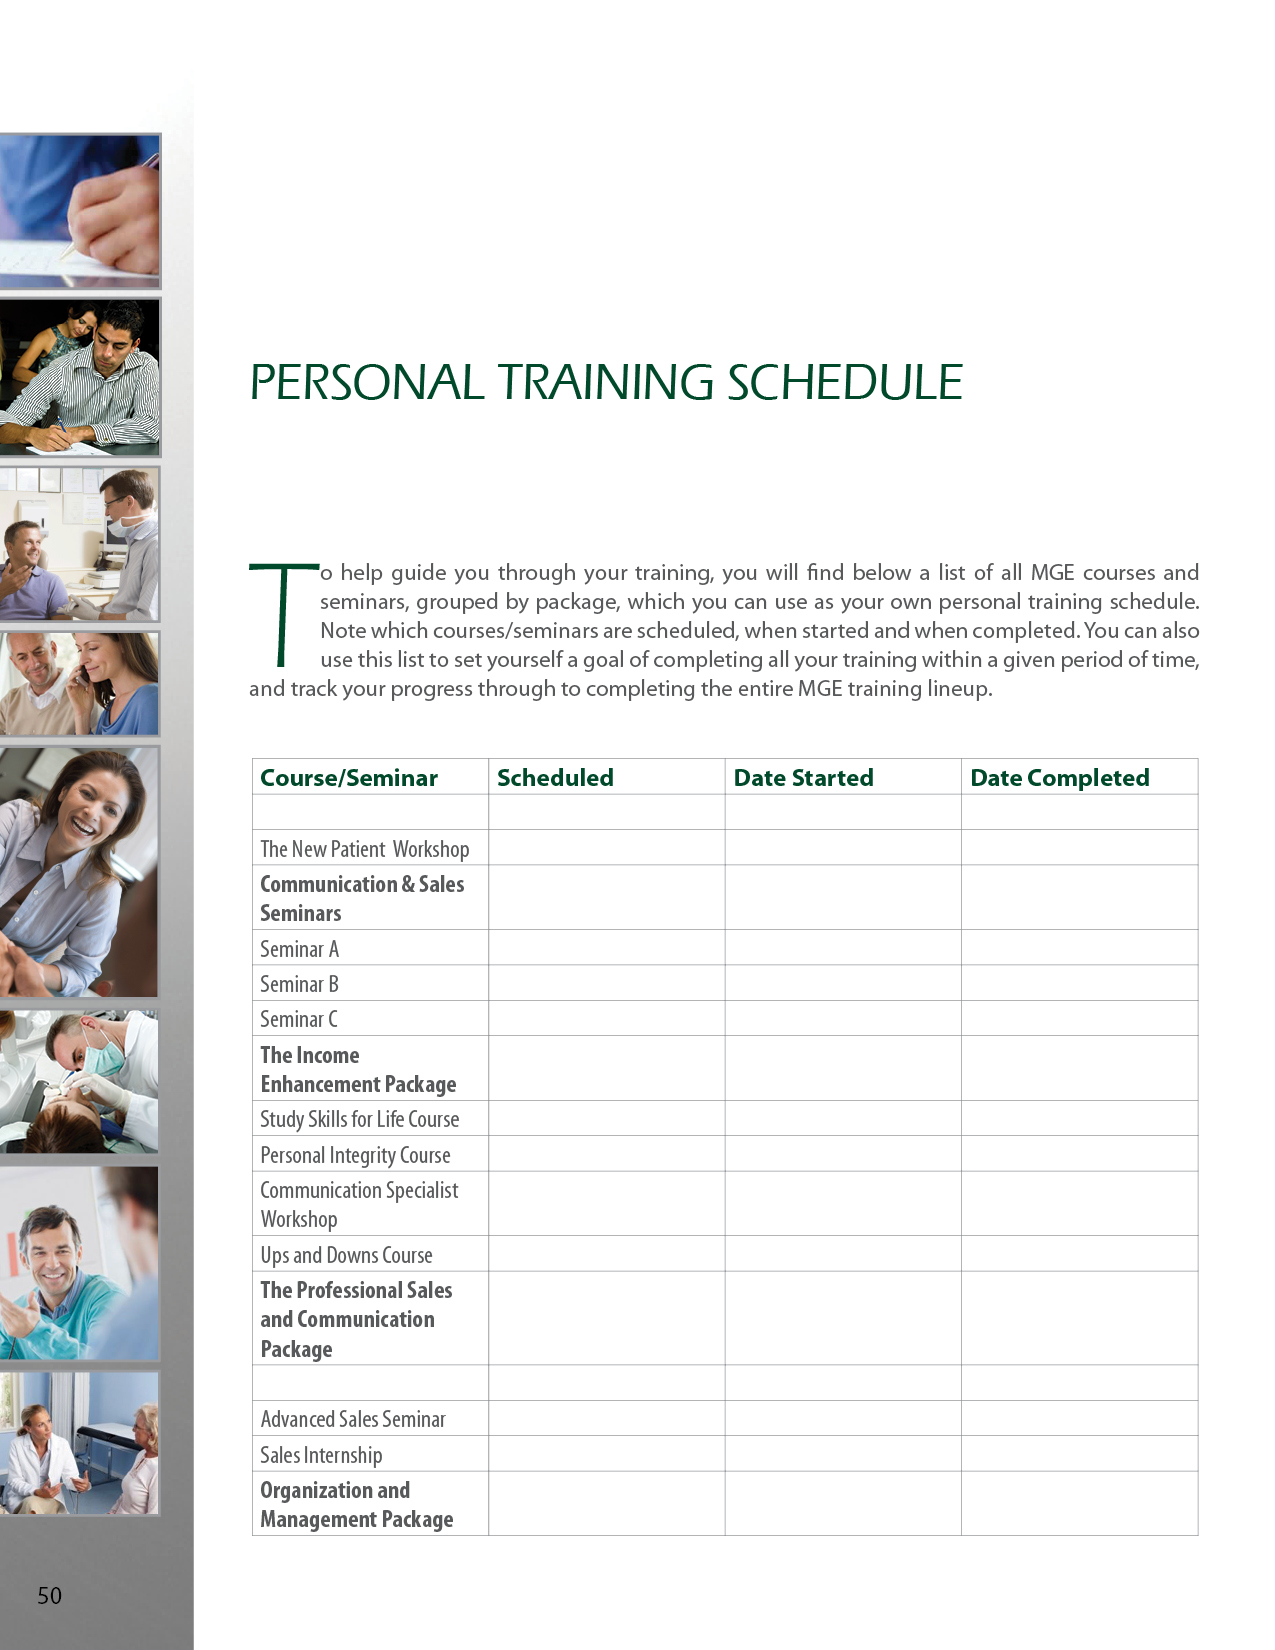 PERSONAL TRAINING SCHEDULE
To help guide you through your training, you will find below a list of all MGE courses and
seminars, grouped by package, which you can use as your own personal training schedule.
Note which courses/seminars are scheduled, when started and when completed. You can also
use this list to set yourself a goal of completing all your training within a given period of time,
and track your progress through to completing the entire MGE training lineup.
Course/Seminar Scheduled Date Started Date Completed
The New Patient Workshop
Communication & Sales
Seminars
Seminar A
Seminar B
Seminar C
The Income
Enhancement Package
Study Skills for Life Course
Personal Integrity Course
Communication Specialist
Workshop
Ups and Downs Course
The Professional Sales
and Communication
Package
Advanced Sales Seminar
Sales Internship
Organization and
Management Package
50